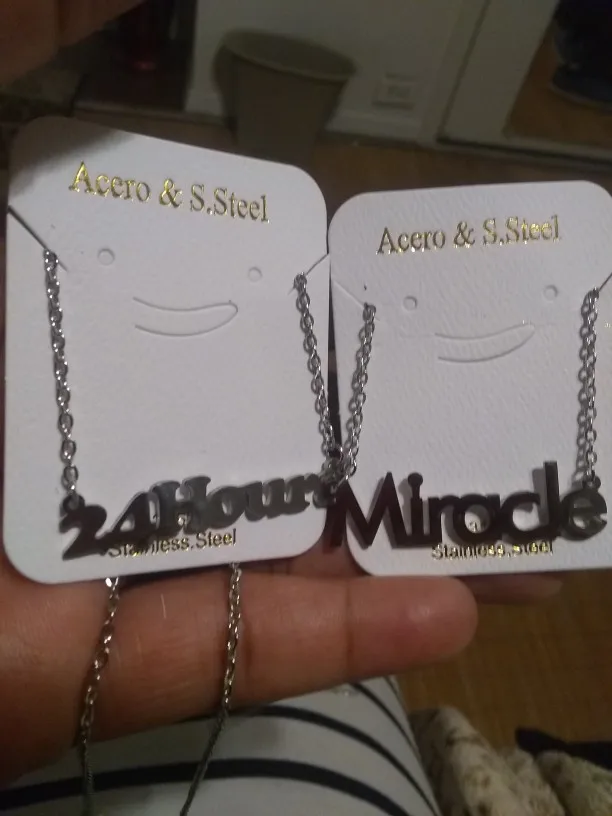 Acero & S.Steel
24Hours
Stainless.Steel
Acero & S.Steel
Miracle
Stainless.Steel